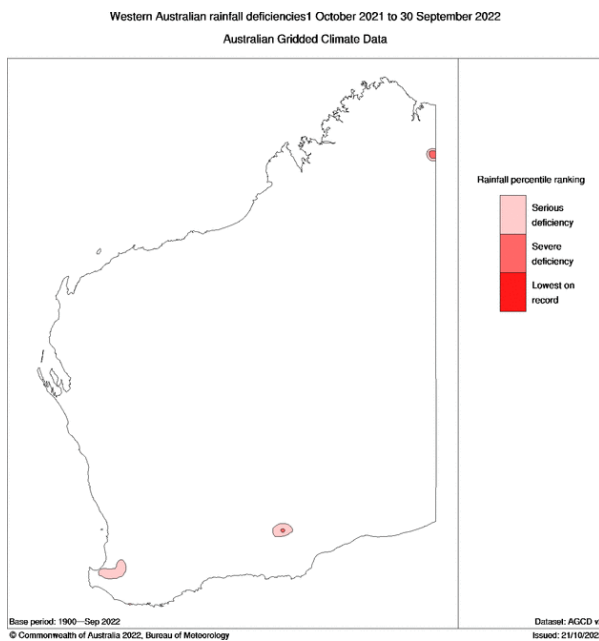 Western Australian rainfall deficiencies1 October 2021 to 30 September 2022
Australian Gridded Climate Data
Rainfall percentile ranking
Serious
deficiency
Severe
deficiency
Lowest on
record
Base period: 1900—Sep 2022
Dataset: AGCD v
© Commonwealth of Australia 2022, Bureau of Meteorology
Issued: 21/10/202